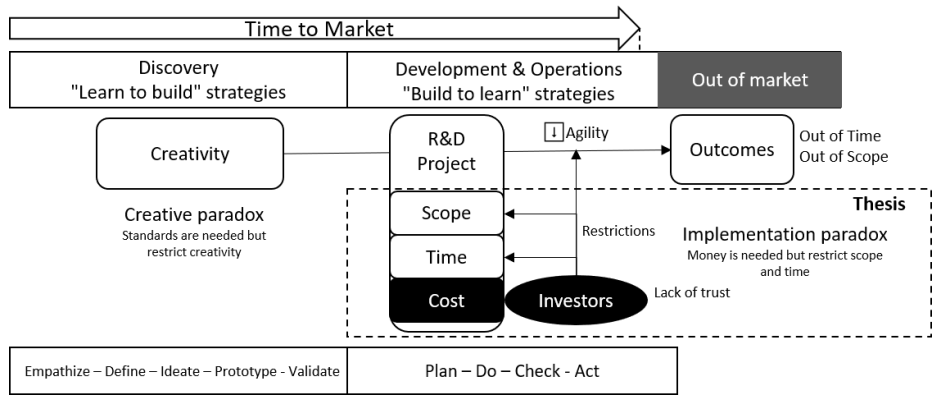 Time to Market
Discovery
"Learn to build" strategies
Development & Operations
"Build to learn" strategies
Out of market
Creativity
R&D
Project
↓ Agility
Outcomes
Out of Time
Out of Scope
Creative paradox
Standards are needed but
restrict creativity
Scope
Time
Cost
Restrictions
Investors
Lack of trust
Thesis
Implementation paradox
Money is needed but restrict scope
and time
Empathize – Define – Ideate – Prototype - Validate
Plan – Do – Check - Act